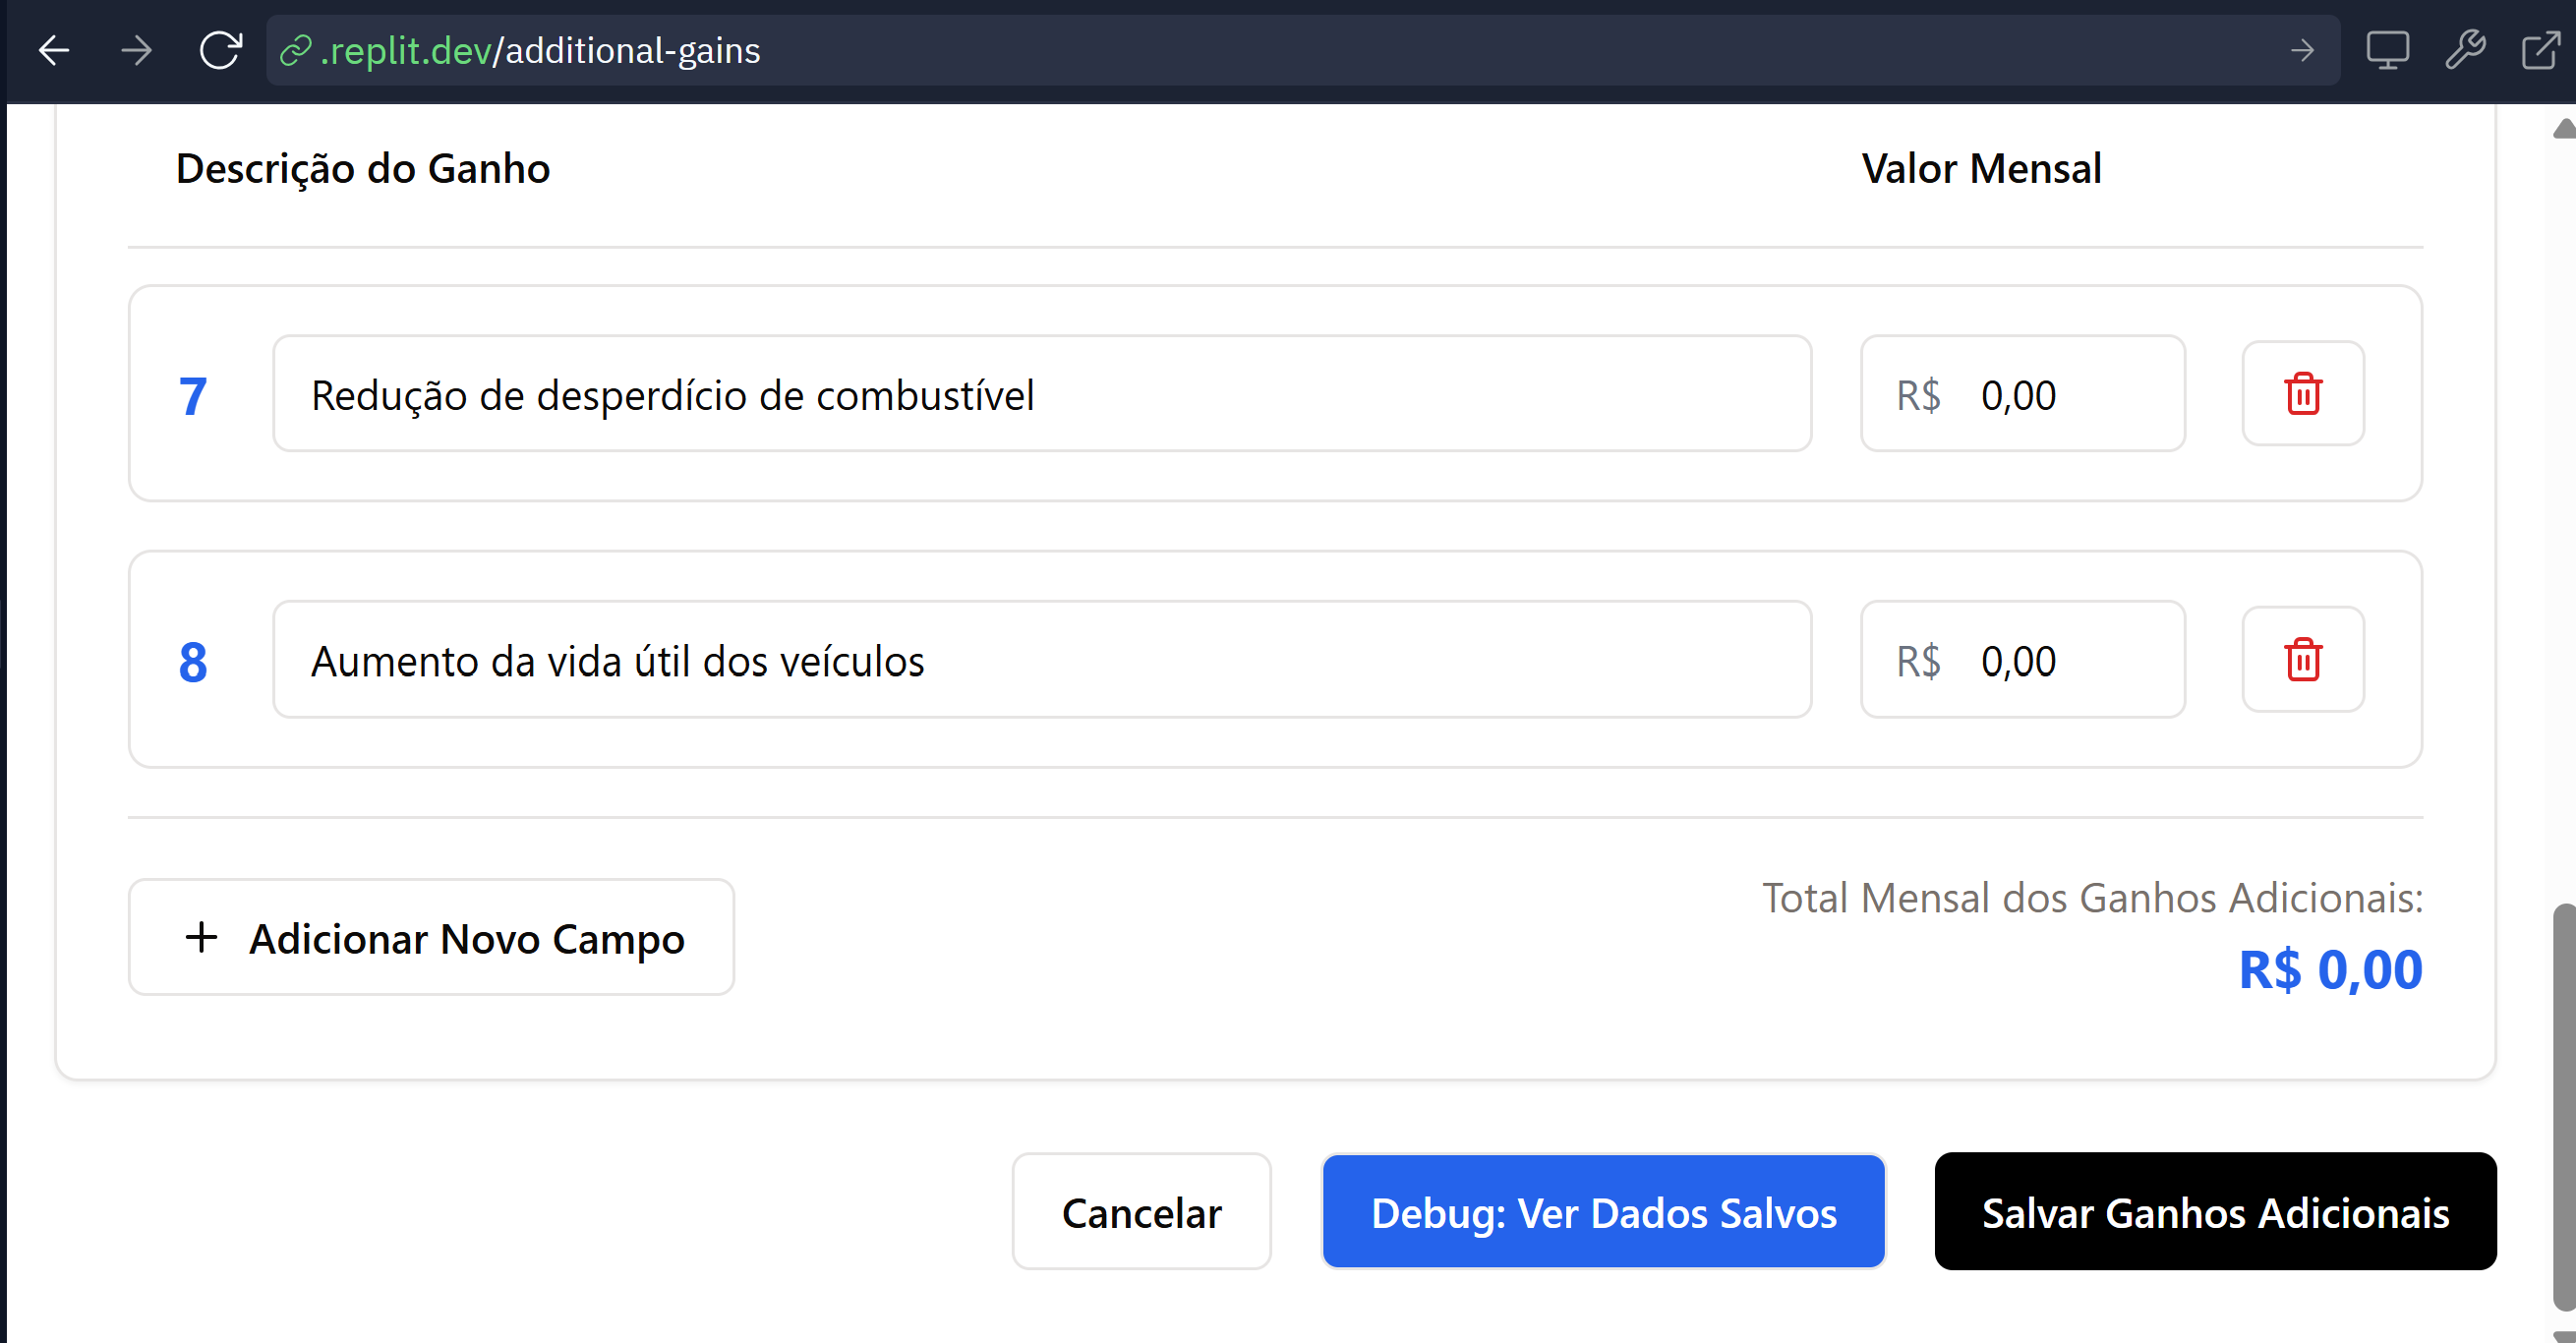 .replit.dev/additional-gains
Descrição do Ganho Valor Mensal
7 Redução de desperdício de combustível R$ 0,00
8 Aumento da vida útil dos veículos R$ 0,00
+ Adicionar Novo Campo
Total Mensal dos Ganhos Adicionais:
R$ 0,00
Cancelar Debug: Ver Dados Salvos Salvar Ganhos Adicionais